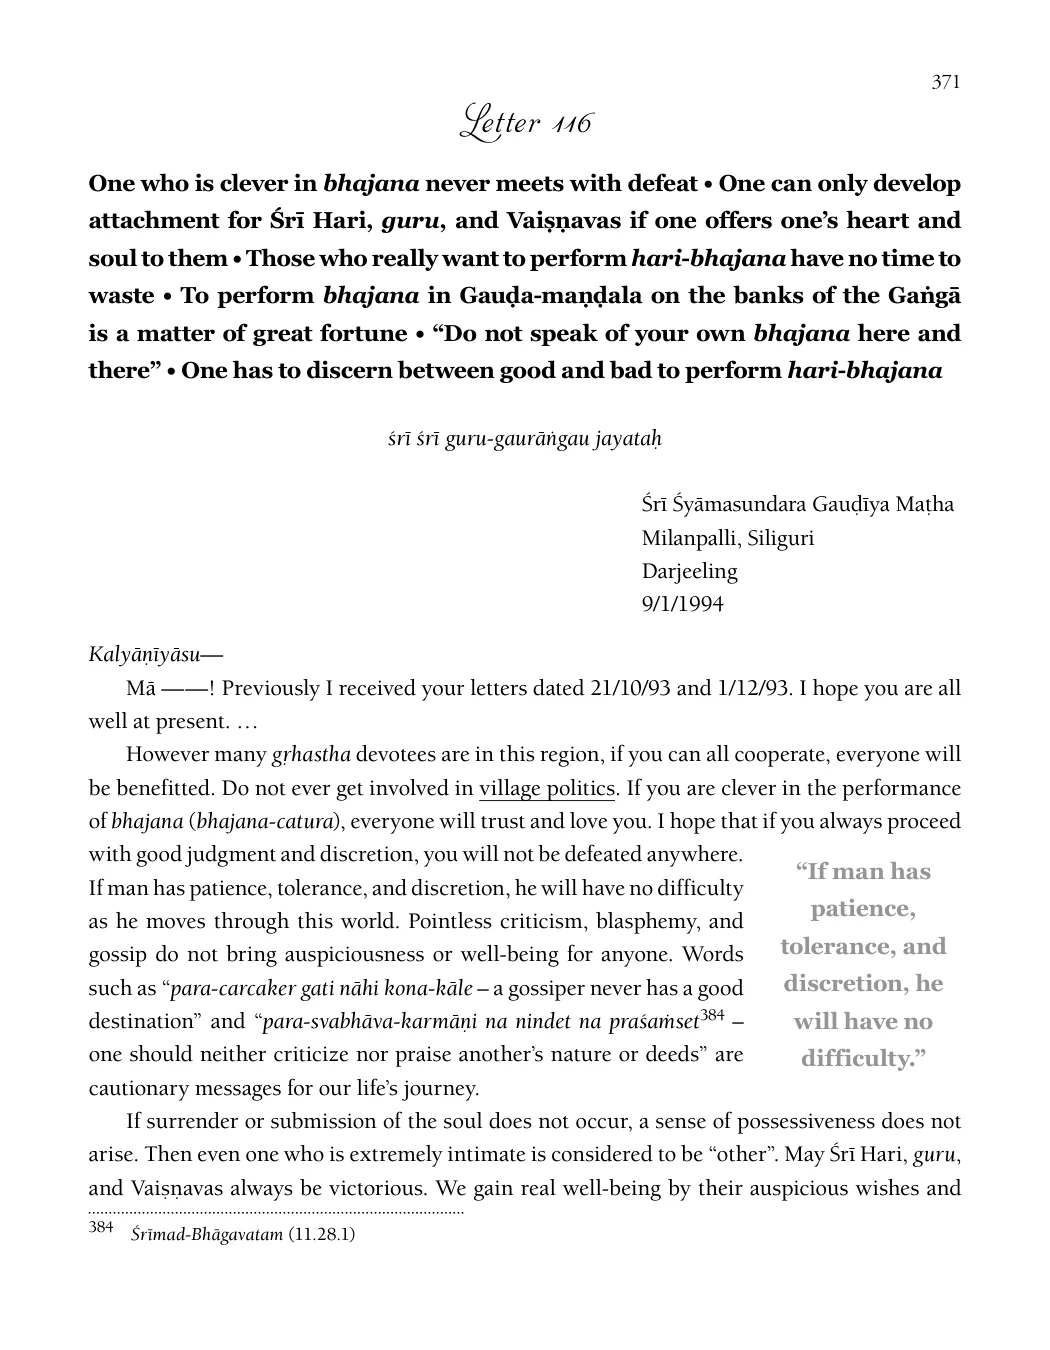 371
Letter 116
One who is clever in bhajana never meets with defeat • One can only develop
attachment for Śrī Hari, guru, and Vaiṣṇavas if one offers one’s heart and
soul to them • Those who really want to perform hari-bhajana have no time to
waste • To perform bhajana in Gauḍa-maṇḍala on the banks of the Gaṅgā
is a matter of great fortune • “Do not speak of your own bhajana here and
there” • One has to discern between good and bad to perform hari-bhajana
śrī śrī guru-gaurāṅgau jayataḥ
Śrī Śyāmasundara Gauḍīya Maṭha
Milanpalli, Siliguri
Darjeeling
9/1/1994
Kalyāṇīyāsu—
Mā ——! Previously I received your letters dated 21/10/93 and 1/12/93. I hope you are all
well at present. …
However many gṛhastha devotees are in this region, if you can all cooperate, everyone will
be benefitted. Do not ever get involved in village politics. If you are clever in the performance
of bhajana (bhajana-catura), everyone will trust and love you. I hope that if you always proceed
with good judgment and discretion, you will not be defeated anywhere.
If man has patience, tolerance, and discretion, he will have no difficulty
as he moves through this world. Pointless criticism, blasphemy, and
gossip do not bring auspiciousness or well-being for anyone. Words
such as “para-carcaker gati nāhi kona-kāle – a gossiper never has a good
destination” and “para-svabhāva-karmāṇi na nindet na praśaṁset384 –
one should neither criticize nor praise another’s nature or deeds” are
cautionary messages for our life’s journey.
“If man has
patience,
tolerance, and
discretion, he
will have no
difficulty.”
If surrender or submission of the soul does not occur, a sense of possessiveness does not
arise. Then even one who is extremely intimate is considered to be “other”. May Śrī Hari, guru,
and Vaiṣṇavas always be victorious. We gain real well-being by their auspicious wishes and
384 Śrīmad-Bhāgavatam (11.28.1)